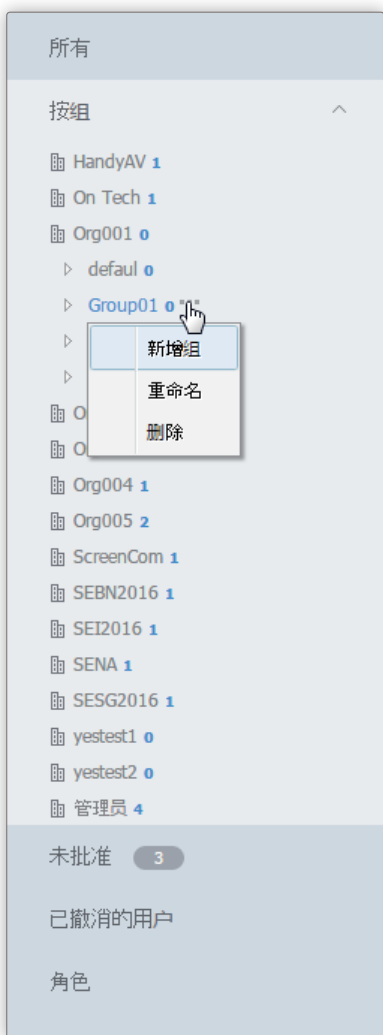 所有
按组
HandyAV 1
On Tech 1
Org001 0
defaul 0
Group01 0
新增组
重命名
删除
Org004 1
Org005 2
ScreenCom 1
SEBN2016 1
SEI2016 1
SENA 1
SESG2016 1
yestest1 0
yestest2 0
管理员 4
未批准 3
已撤消的用户
角色